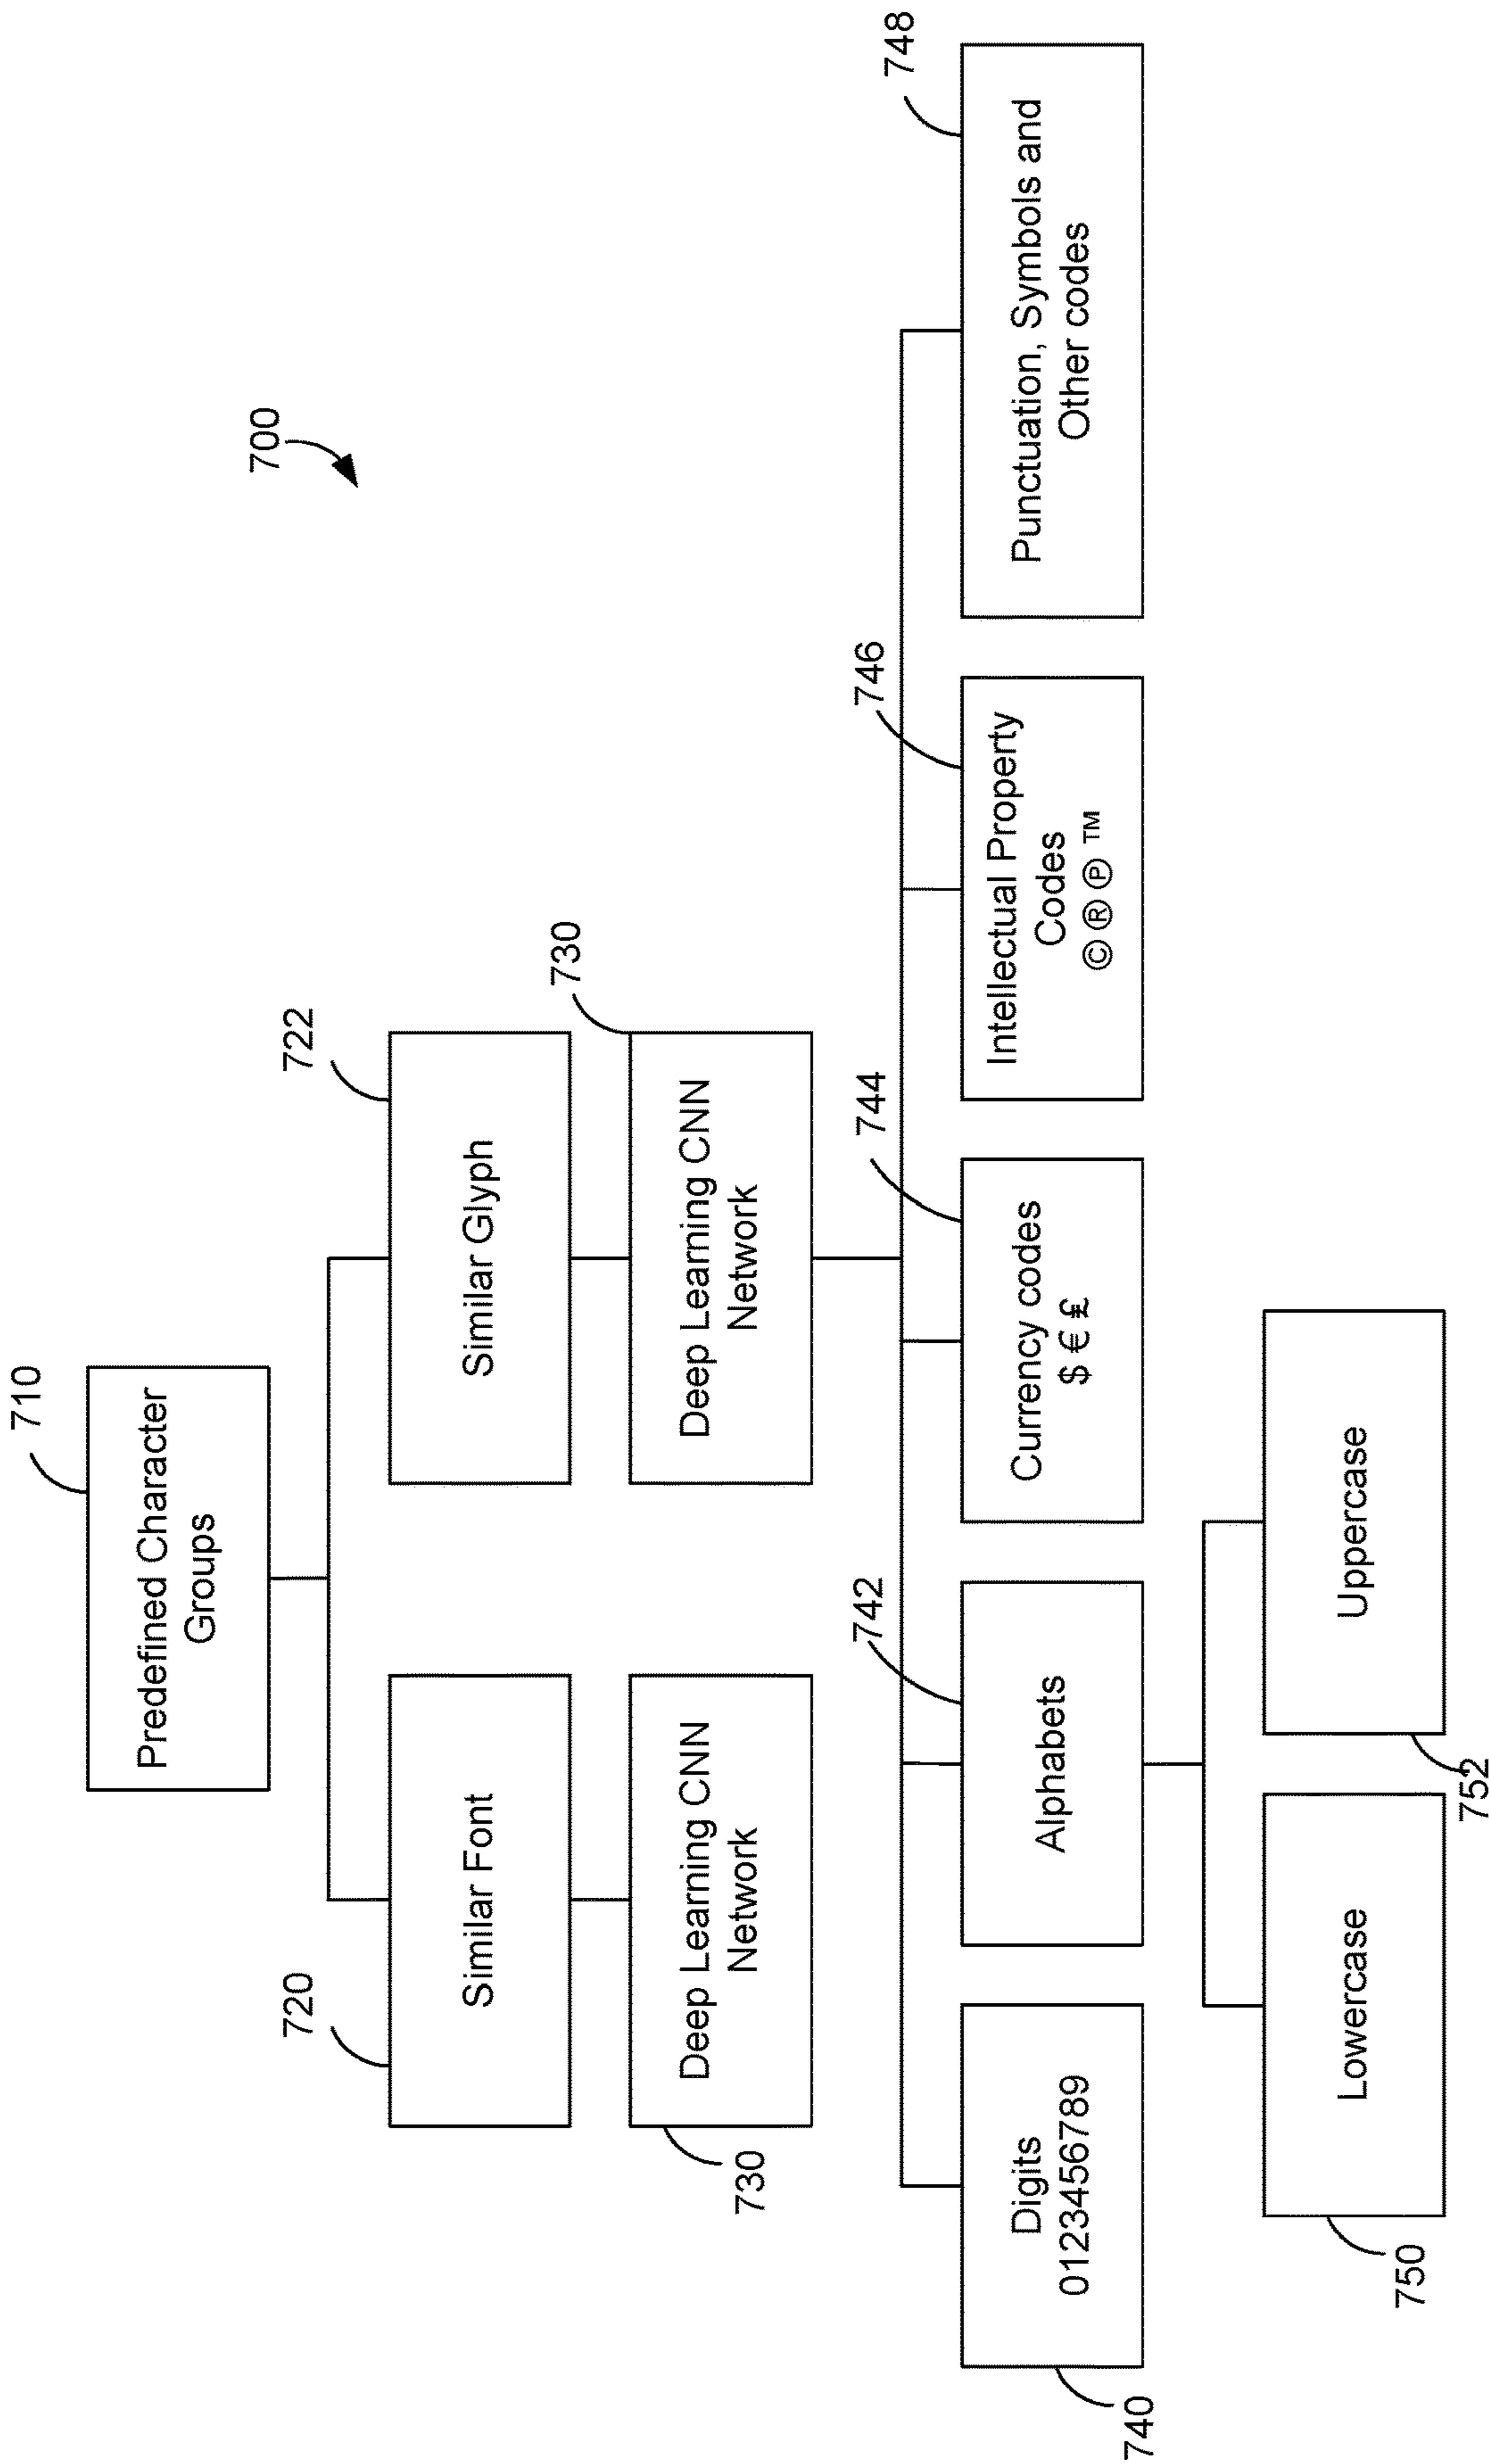 700
710
Predefined Character
Groups
720
Similar Font
722
Similar Glyph
730
Deep Learning CNN
Network
730
Deep Learning CNN
Network
740
Digits
0123456789
742
Alphabets
744
Currency codes
$ € £
746
Intellectual Property
Codes
© ® ℗ ™
748
Punctuation, Symbols and
Other codes
750
Lowercase
752
Uppercase